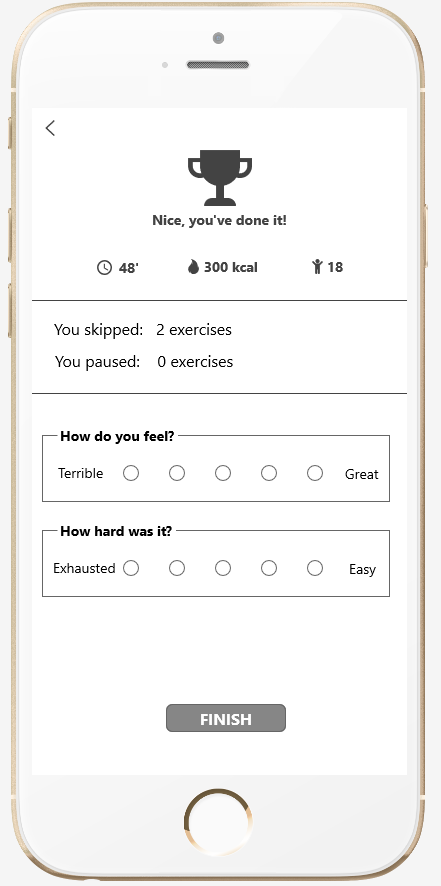 Nice, you've done it!
48' 300 kcal 18
You skipped: 2 exercises
You paused: 0 exercises
How do you feel?
Terrible Great
How hard was it?
Exhausted Easy
FINISH